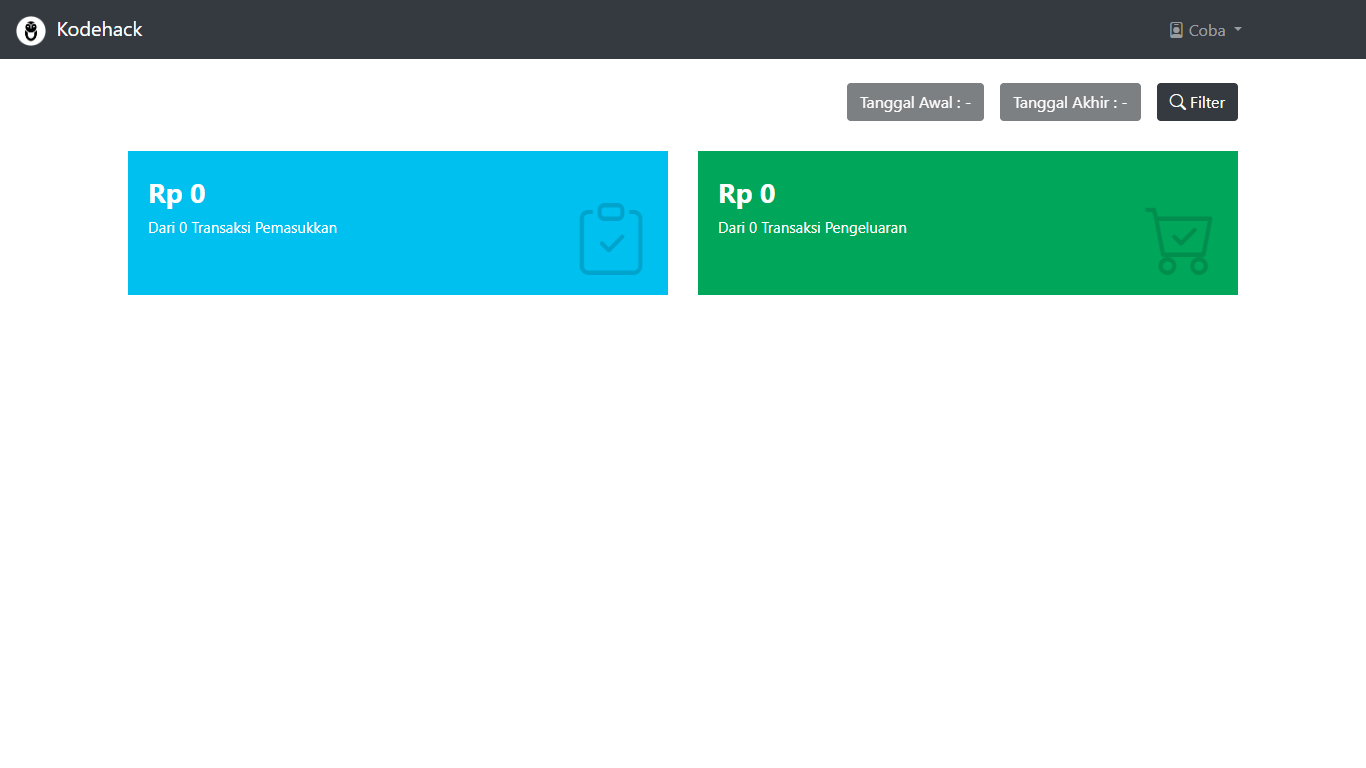 Kodehack
Coba
Tanggal Awal : -
Tanggal Akhir : -
Filter
Rp 0
Dari 0 Transaksi Pemasukkan
Rp 0
Dari 0 Transaksi Pengeluaran